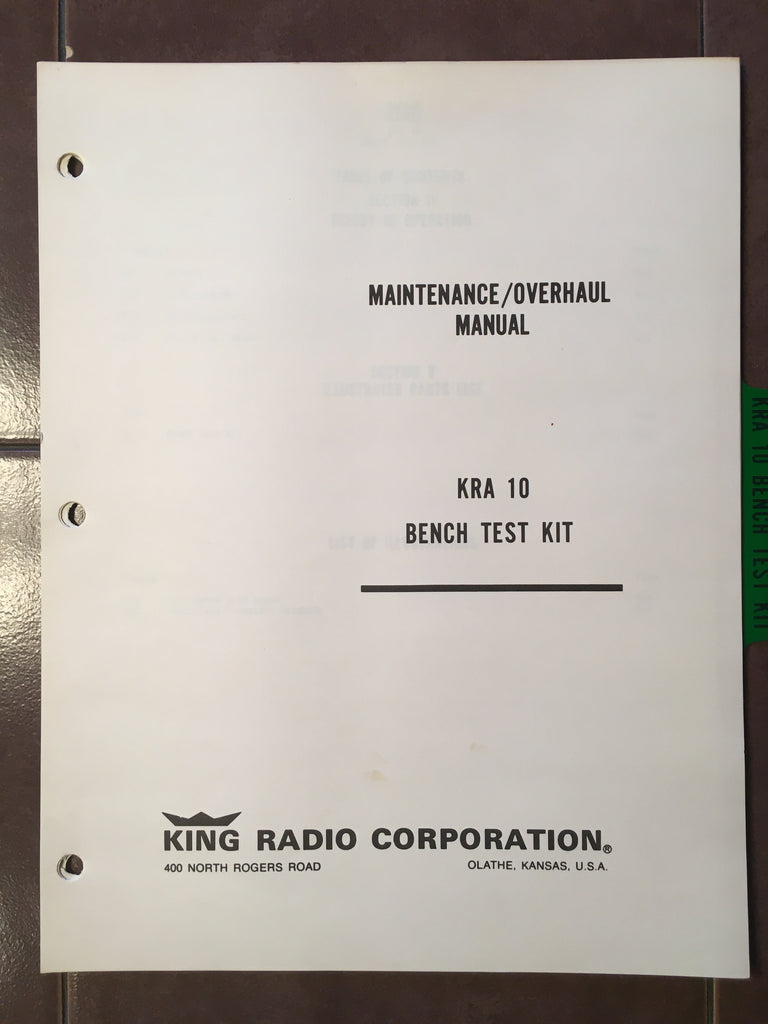 MAINTENANCE/OVERHAUL
MANUAL
KRA 10
BENCH TEST KIT
KRA 10 BENCH TEST KIT
KING RADIO CORPORATION®
400 NORTH ROGERS ROAD
OLATHE, KANSAS, U.S.A.